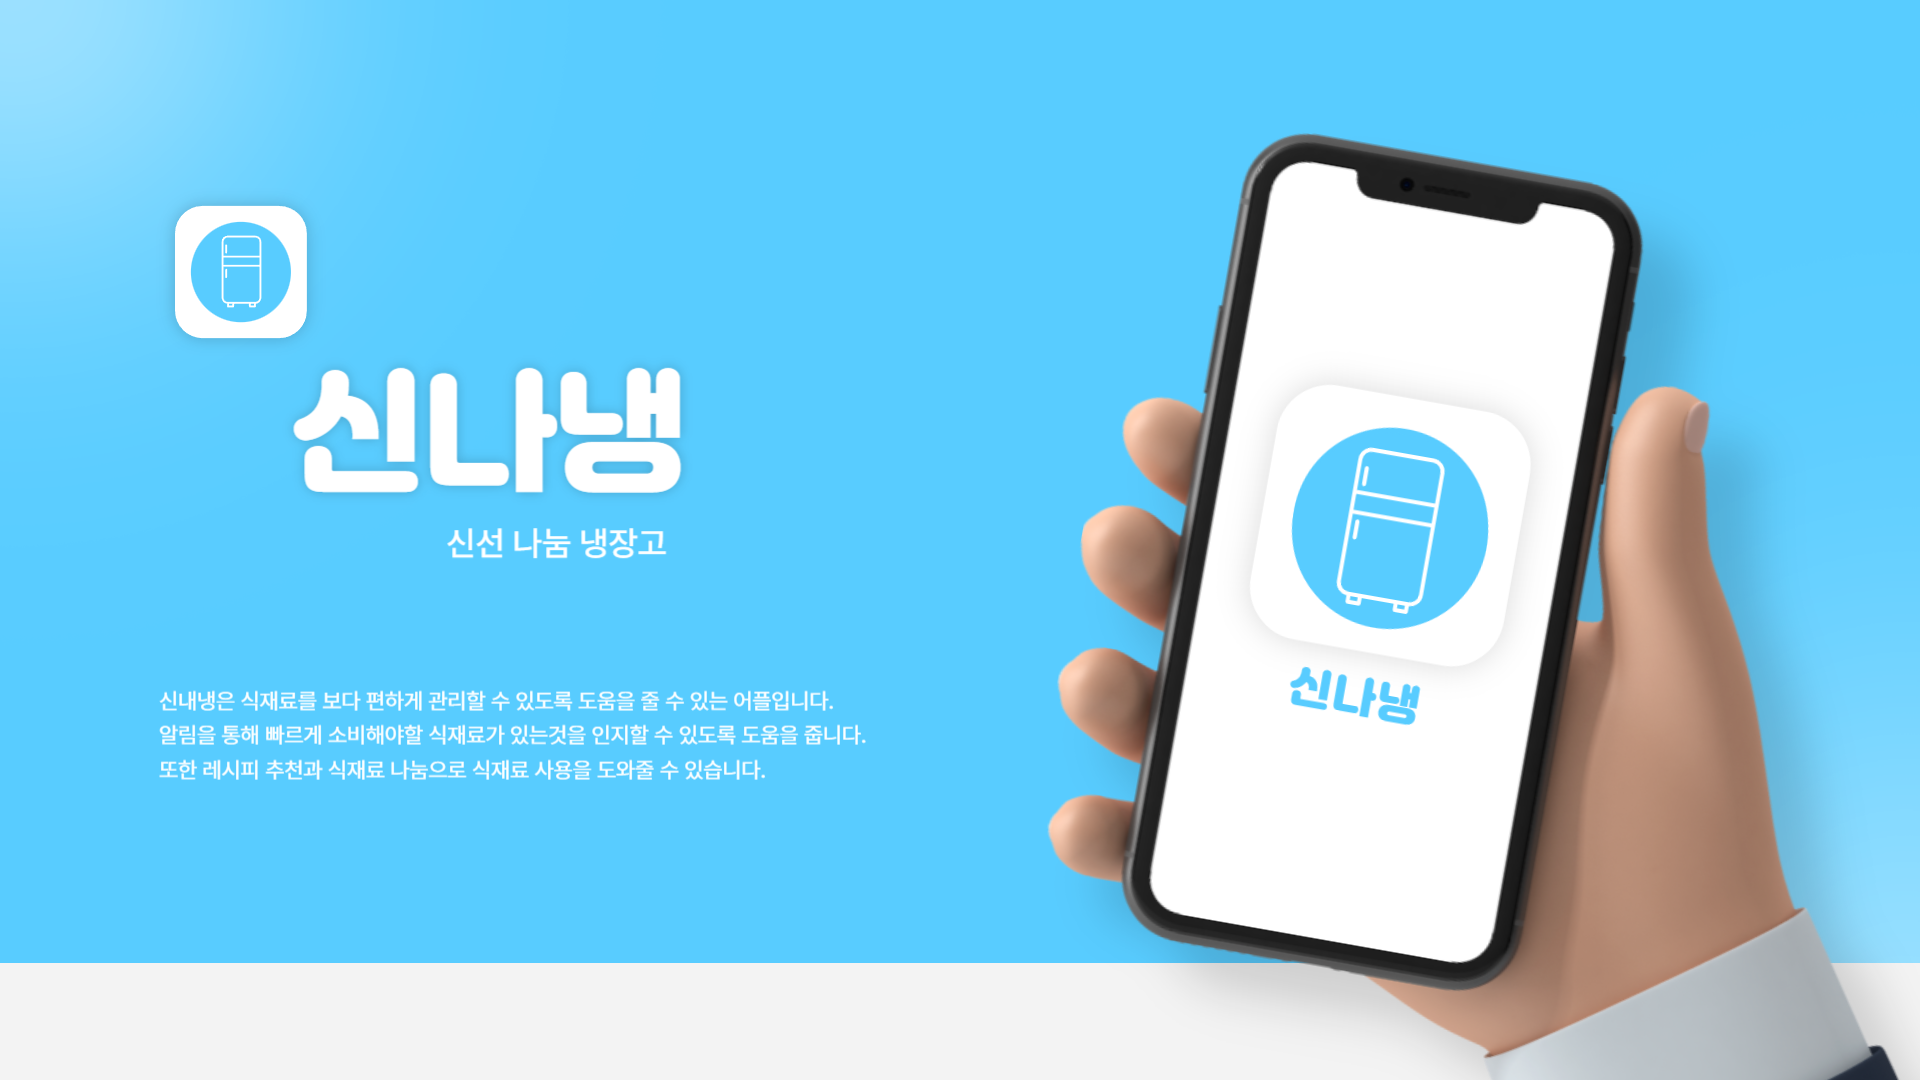 신나냉
신선 나눔 냉장고
신내냉은 식재료를 보다 편하게 관리할 수 있도록 도움을 줄 수 있는 어플입니다.
알림을 통해 빠르게 소비해야할 식재료가 있는것을 인지할 수 있도록 도움을 줍니다.
또한 레시피 추천과 식재료 나눔으로 식재료 사용을 도와줄 수 있습니다.
신나냉